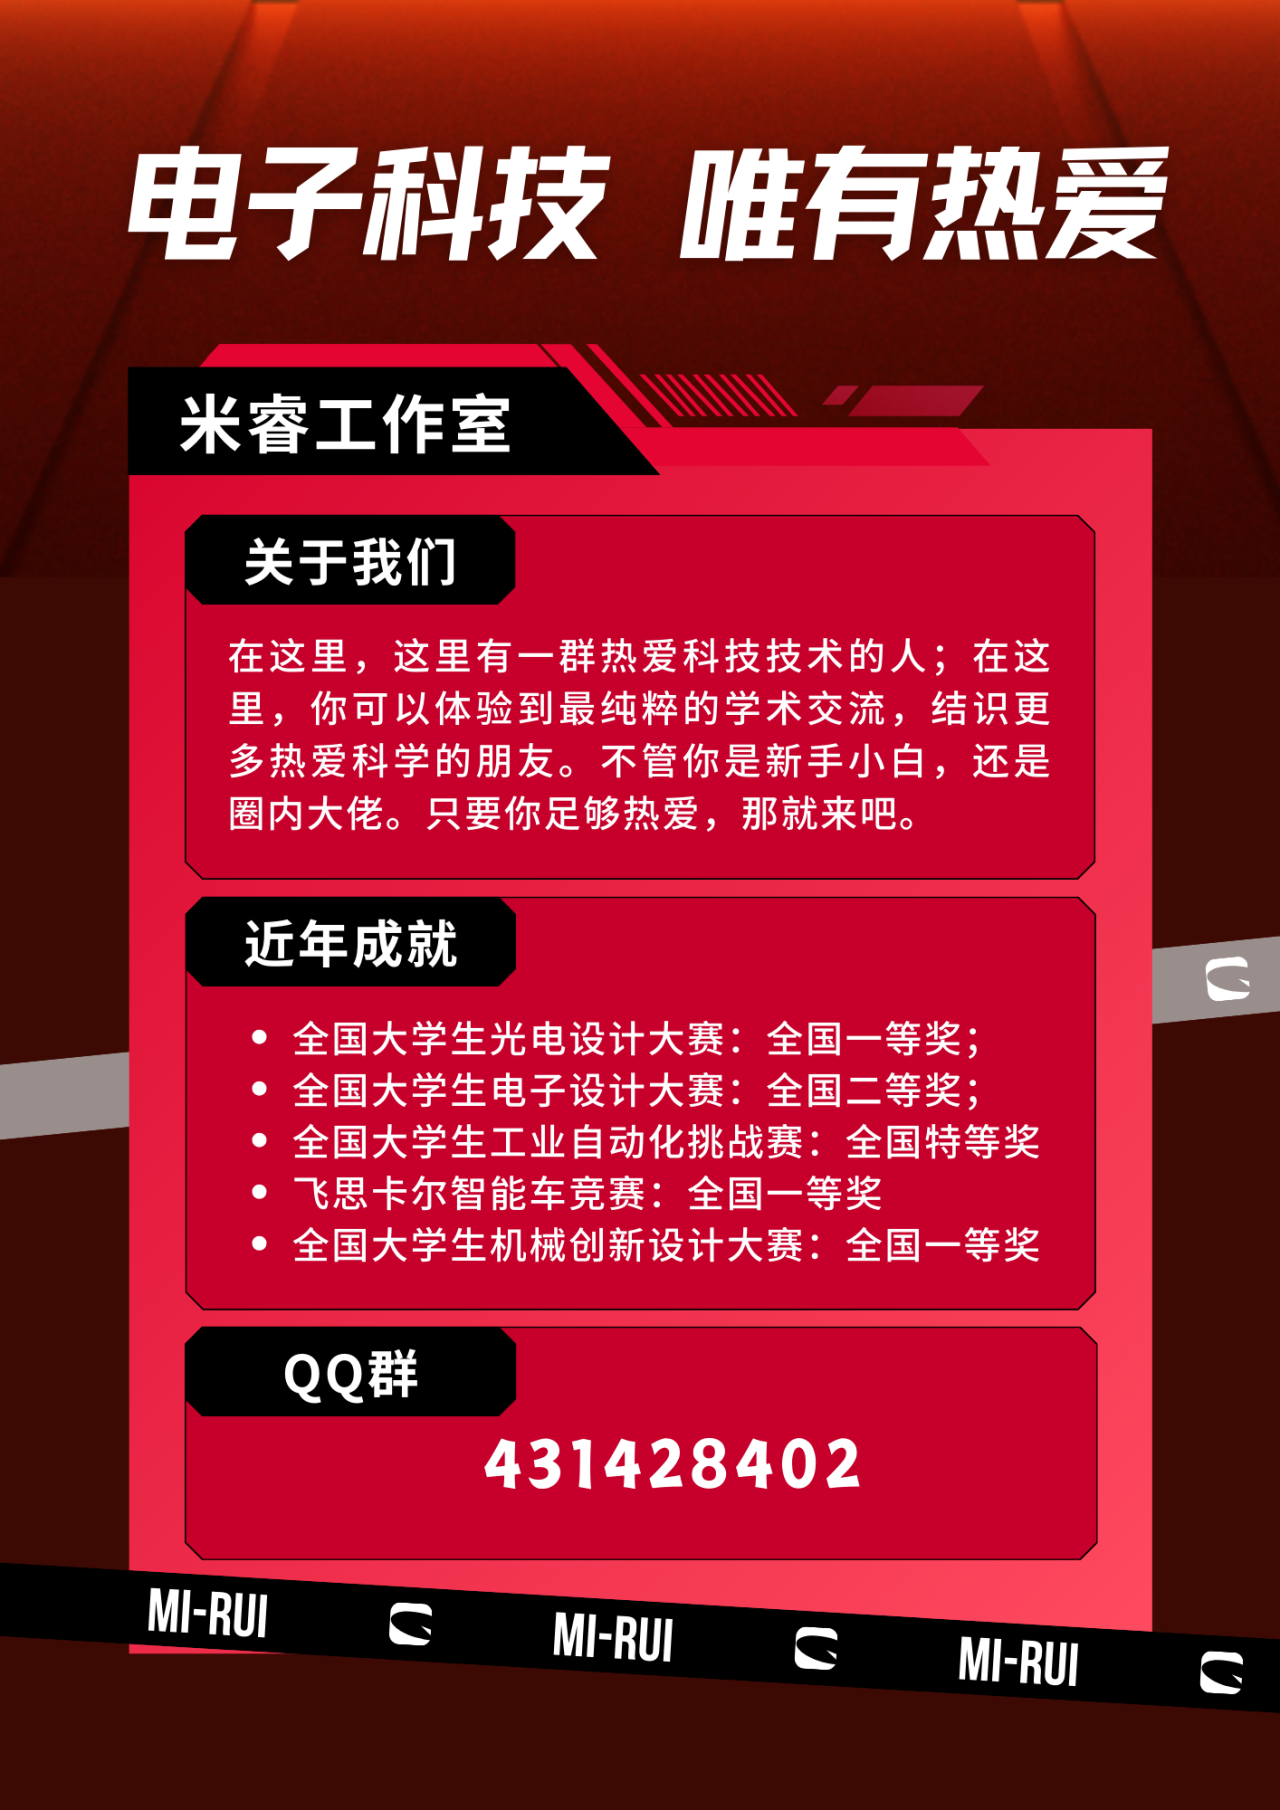 电子科技 唯有热爱
米睿工作室
关于我们
在这里，这里有一群热爱科技技术的人；在这
里，你可以体验到最纯粹的学术交流，结识更
多热爱科学的朋友。不管你是新手小白，还是
圈内大佬。只要你足够热爱，那就来吧。
近年成就
• 全国大学生光电设计大赛：全国一等奖；
• 全国大学生电子设计大赛：全国二等奖；
• 全国大学生工业自动化挑战赛：全国特等奖
• 飞思卡尔智能车竞赛：全国一等奖
• 全国大学生机械创新设计大赛：全国一等奖
QQ群
431428402
MI-RUI MI-RUI MI-RUI